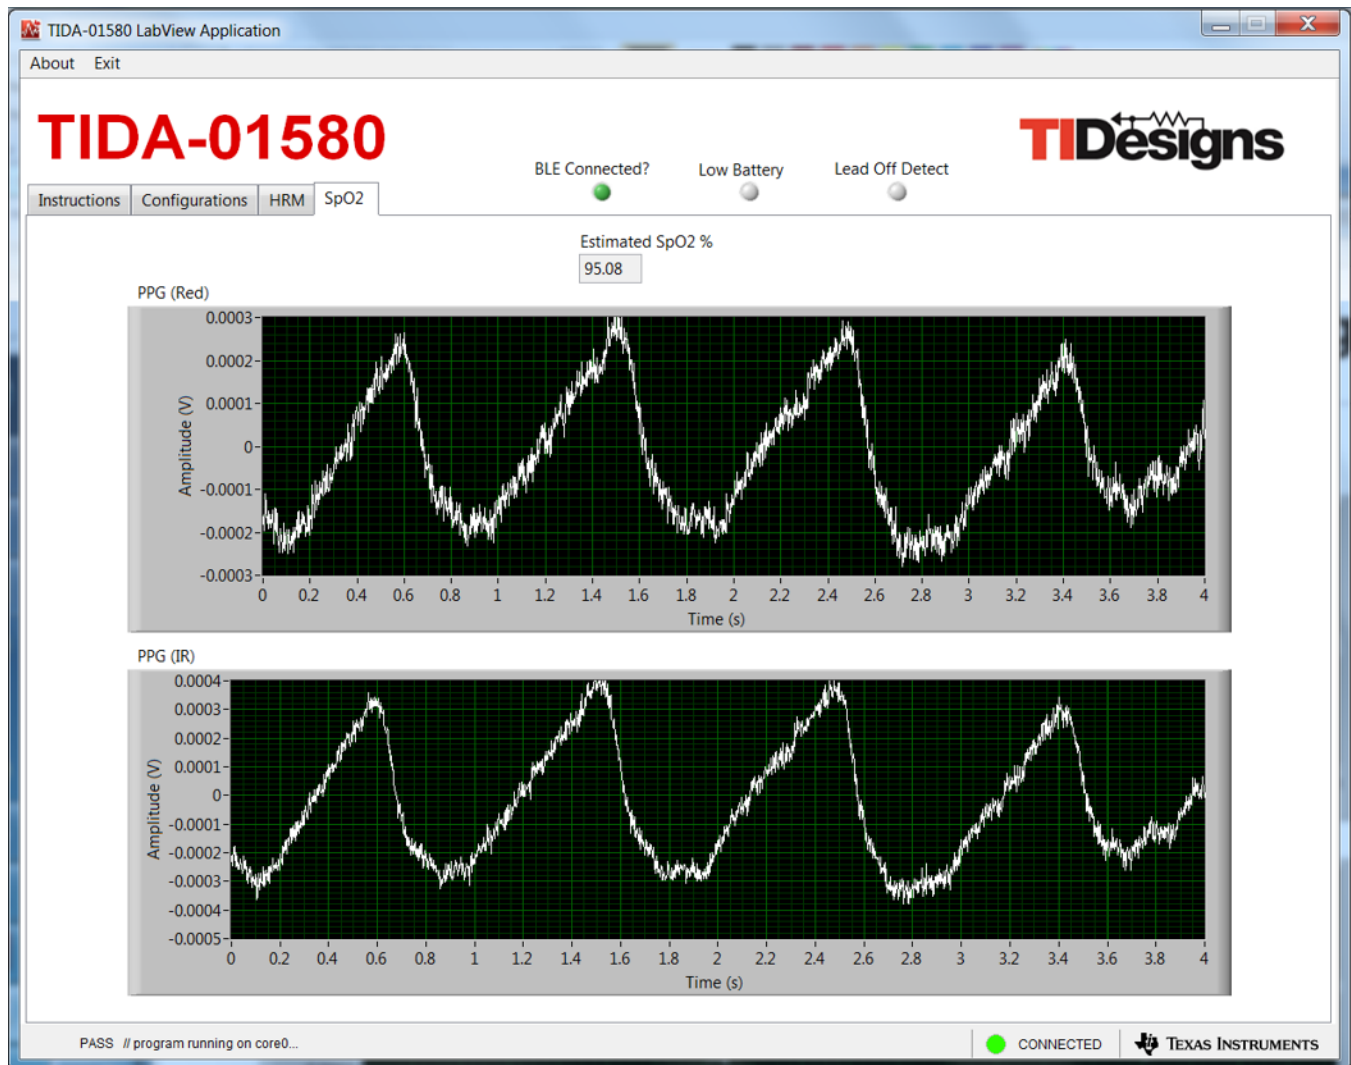 TIDA-01580 LabView Application
About Exit
TIDA-01580
TIDesigns
BLE Connected? Low Battery Lead Off Detect
Instructions Configurations HRM SpO2
Estimated SpO2 %
95.08
PPG (Red)
0.0003
0.0002
0.0001
0
-0.0001
-0.0002
-0.0003
Amplitude (V)
0 0.2 0.4 0.6 0.8 1 1.2 1.4 1.6 1.8 2 2.2 2.4 2.6 2.8 3 3.2 3.4 3.6 3.8 4
Time (s)
PPG (IR)
0.0004
0.0003
0.0002
0.0001
0
-0.0001
-0.0002
-0.0003
-0.0004
-0.0005
Amplitude (V)
0 0.2 0.4 0.6 0.8 1 1.2 1.4 1.6 1.8 2 2.2 2.4 2.6 2.8 3 3.2 3.4 3.6 3.8 4
Time (s)
PASS // program running on core0... CONNECTED TEXAS INSTRUMENTS